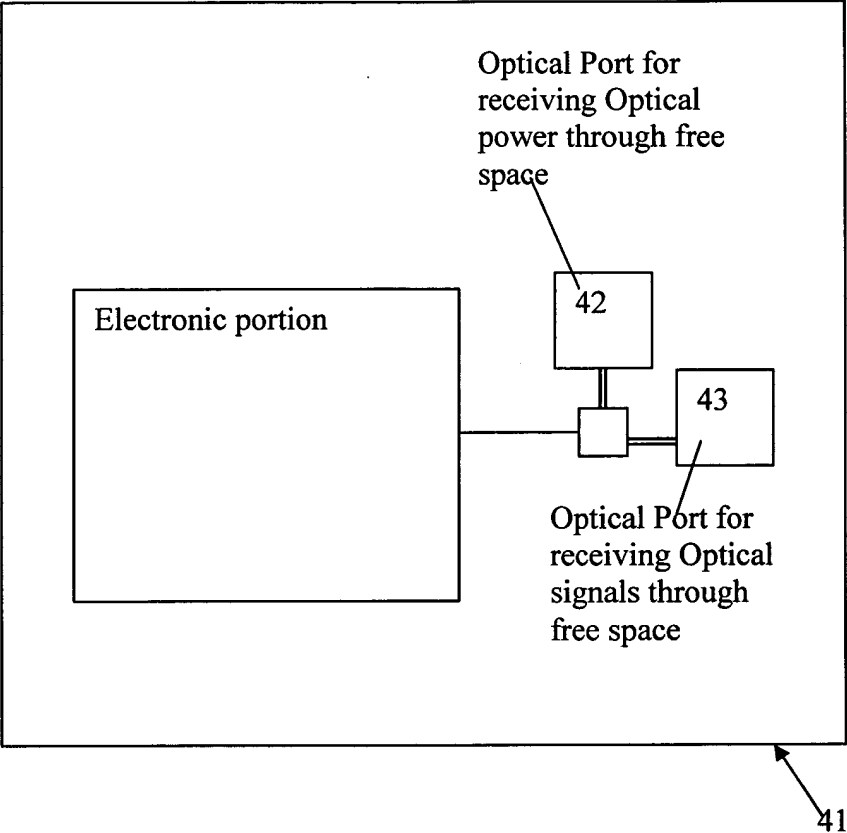 Optical Port for
receiving Optical
power through free
space
Electronic portion
42
43
Optical Port for
receiving Optical
signals through
free space
41